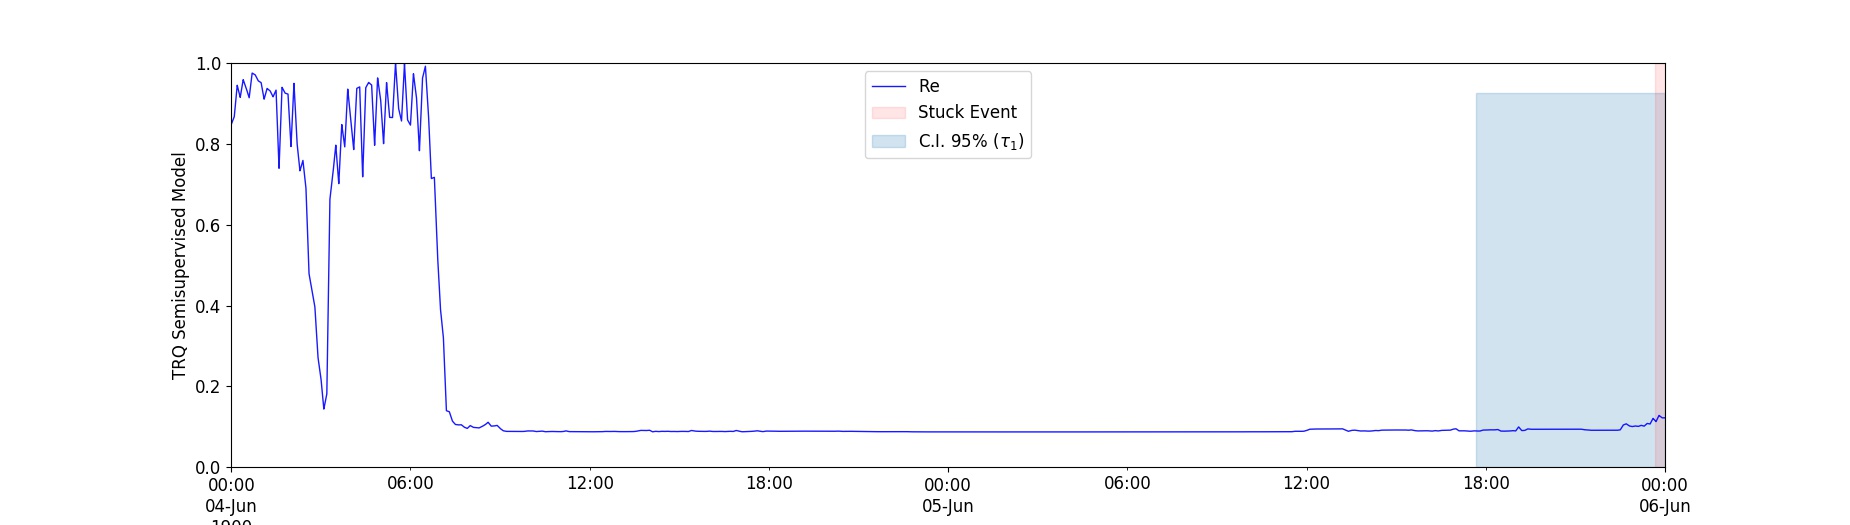 TRQ Semisupervised Model
1.0
0.8
0.6
0.4
0.2
0.0
Re
Stuck Event
C.I. 95% (τ₁)
00:00 06:00 12:00 18:00 00:00 06:00 12:00 18:00 00:00
04-Jun 05-Jun 06-Jun
1900